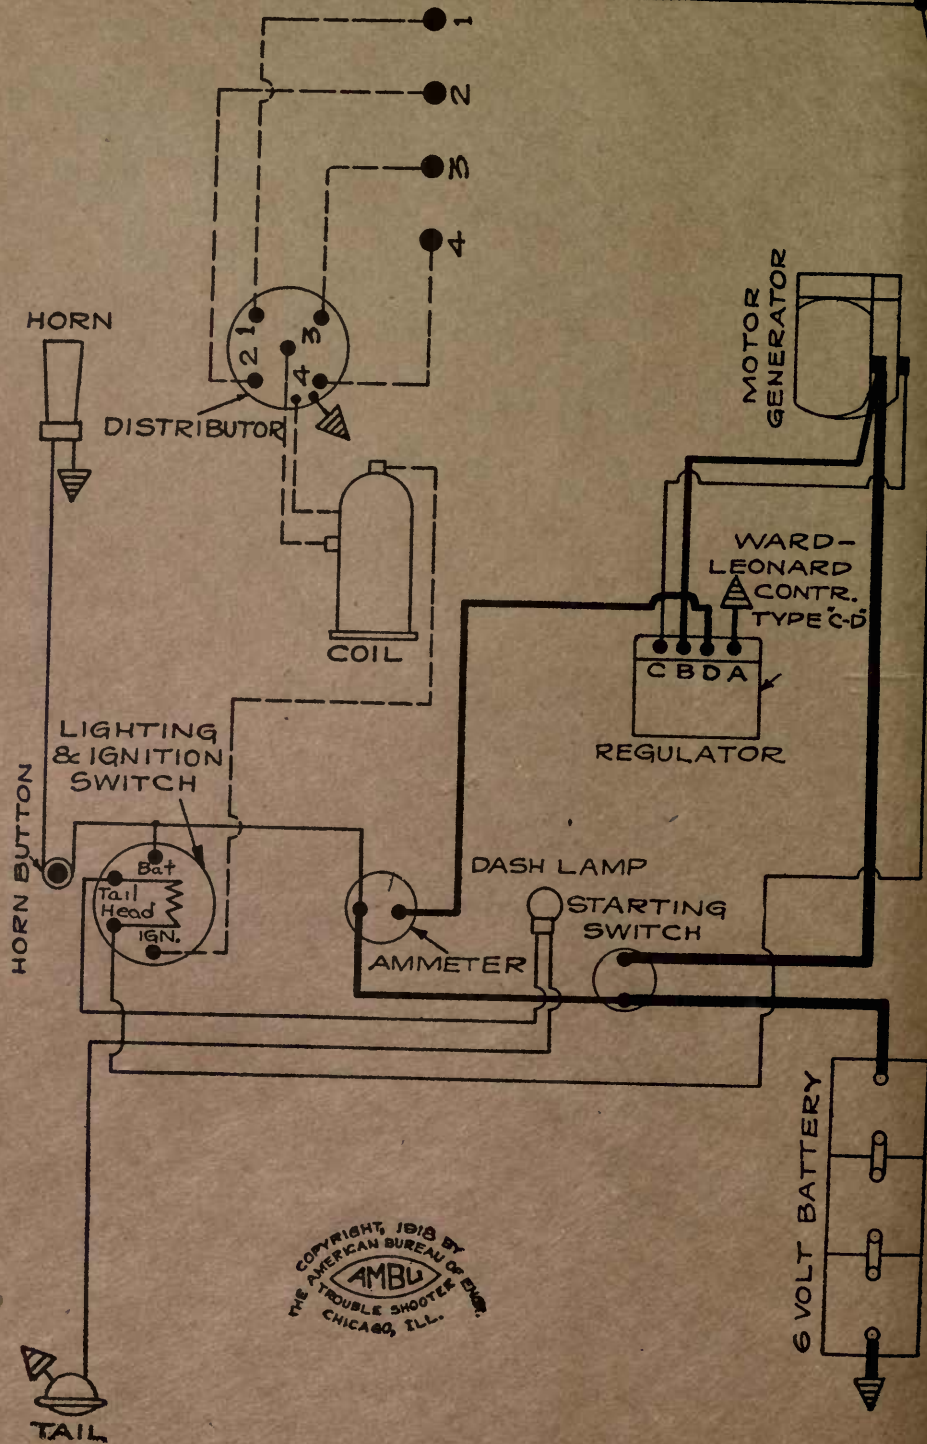 1
2
3
4
HORN
1
2
3
4
DISTRIBUTOR
MOTOR
GENERATOR
WARD-
LEONARD
CONTR.
TYPE "C-D"
COIL
C B D A
REGULATOR
LIGHTING
& IGNITION
SWITCH
HORN BUTTON
Bat
Tail
Head
IGN.
DASH LAMP
STARTING
SWITCH
AMMETER
6 VOLT BATTERY
COPYRIGHT, 1918 BY
THE AMERICAN BUREAU OF ENGR.
AMBU
TROUBLE SHOOTER
CHICAGO, ILL.
TAIL